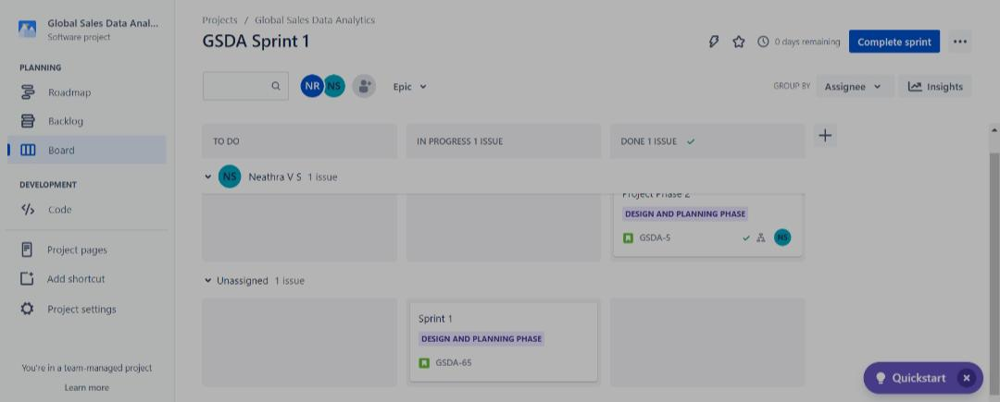 Global Sales Data Anal...
Software project
PLANNING
Roadmap
Backlog
Board
DEVELOPMENT
Code
Project pages
Add shortcut
Project settings
You're in a team-managed project
Learn more
Projects / Global Sales Data Analytics
GSDA Sprint 1
0 days remaining
Complete sprint
NR NS
Epic
GROUP BY
Assignee
Insights
TO DO
IN PROGRESS 1 ISSUE
DONE 1 ISSUE
NS Neathra V S 1 issue
Project Phase 2
DESIGN AND PLANNING PHASE
GSDA-5
NS
Unassigned 1 issue
Sprint 1
DESIGN AND PLANNING PHASE
GSDA-65
Quickstart